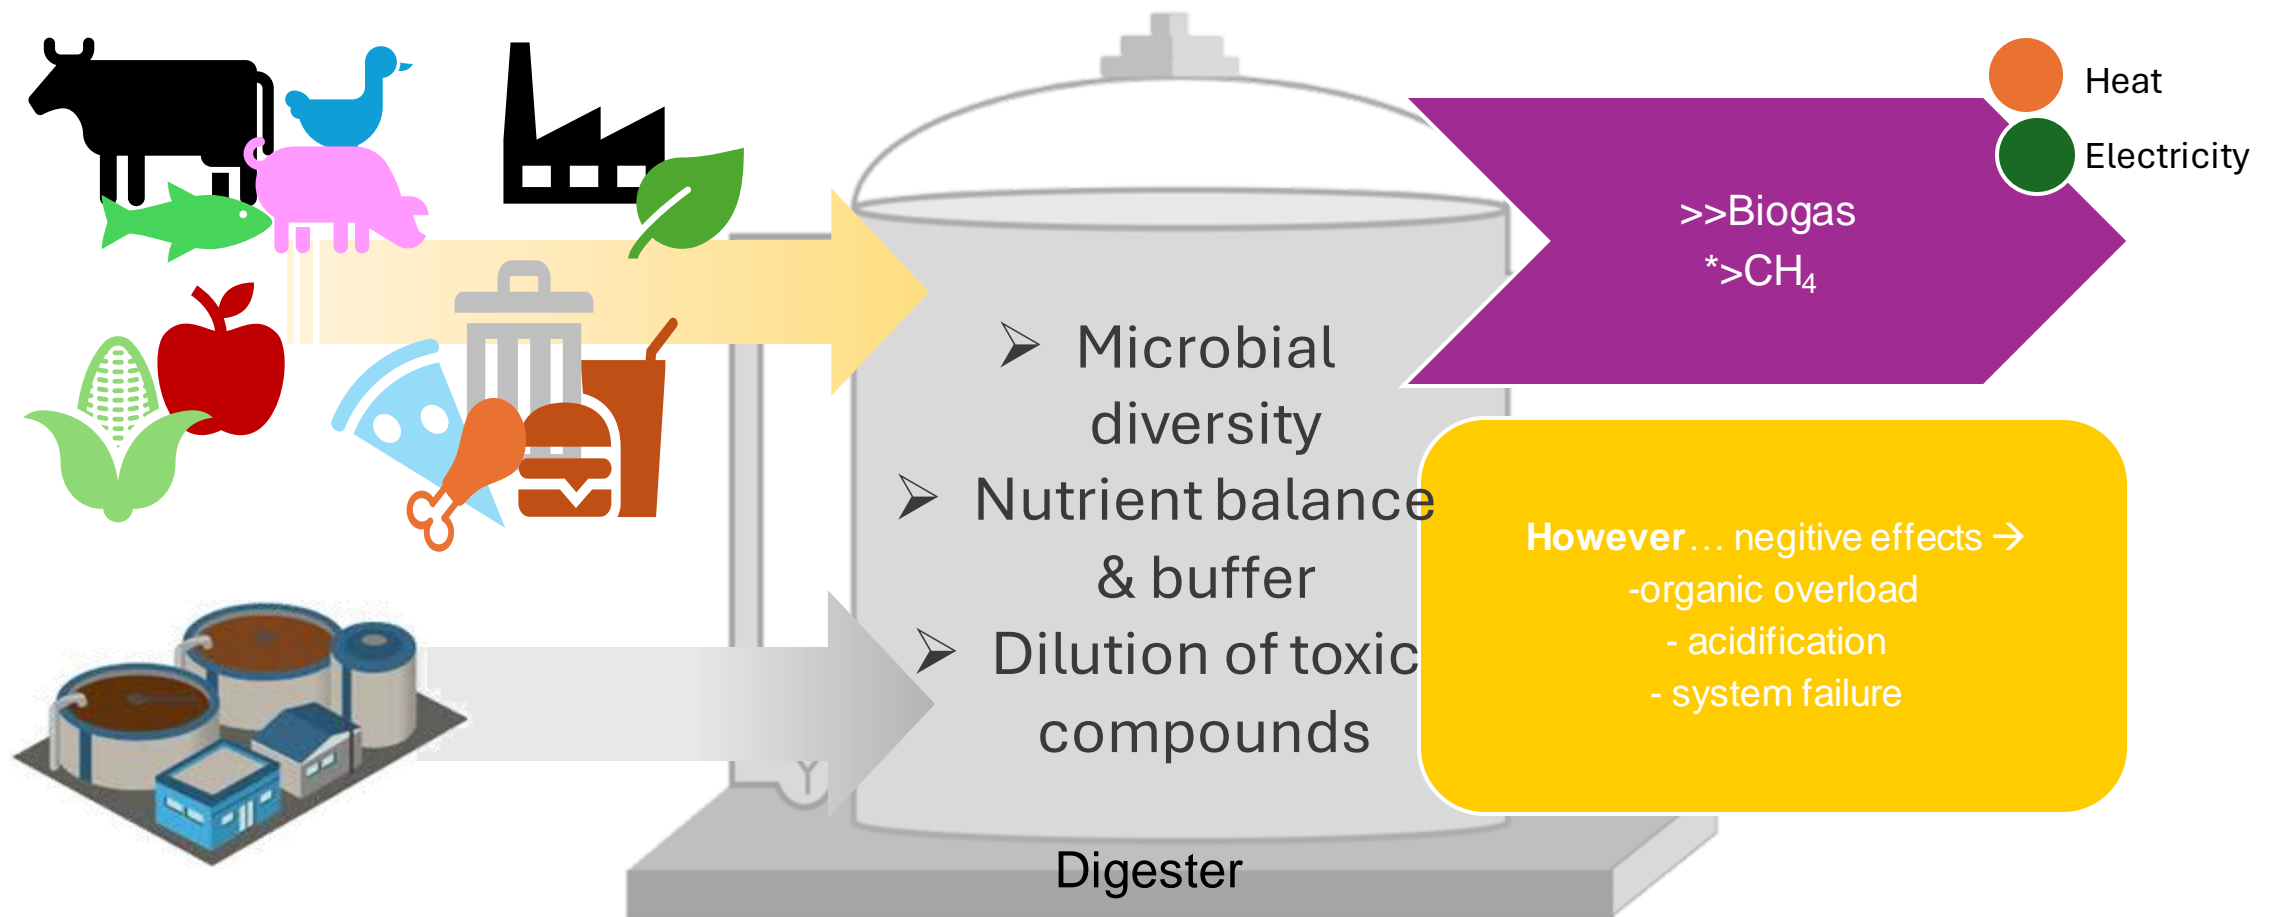 Heat
Electricity
>>Biogas
*>CH₄
➢ Microbial
diversity
➢ Nutrient balance
& buffer
➢ Dilution of toxic
compounds
However… negitive effects →
-organic overload
- acidification
- system failure
Digester